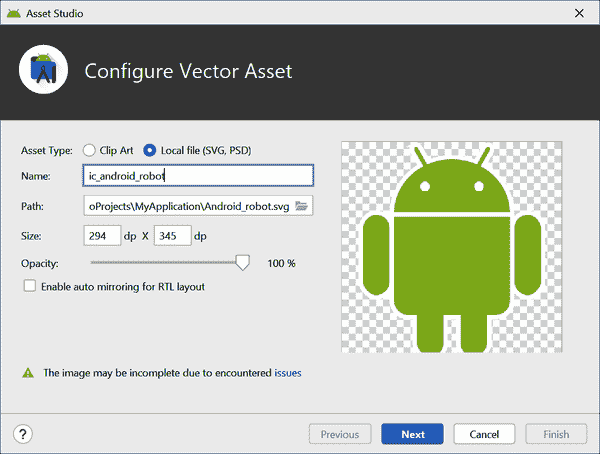 Asset Studio
Configure Vector Asset
Asset Type: Clip Art Local file (SVG, PSD)
Name: ic_android_robot
Path: oProjects\MyApplication\Android_robot.svg
Size: 294 dp X 345 dp
Opacity: 100 %
Enable auto mirroring for RTL layout
The image may be incomplete due to encountered issues
? Previous Next Cancel Finish